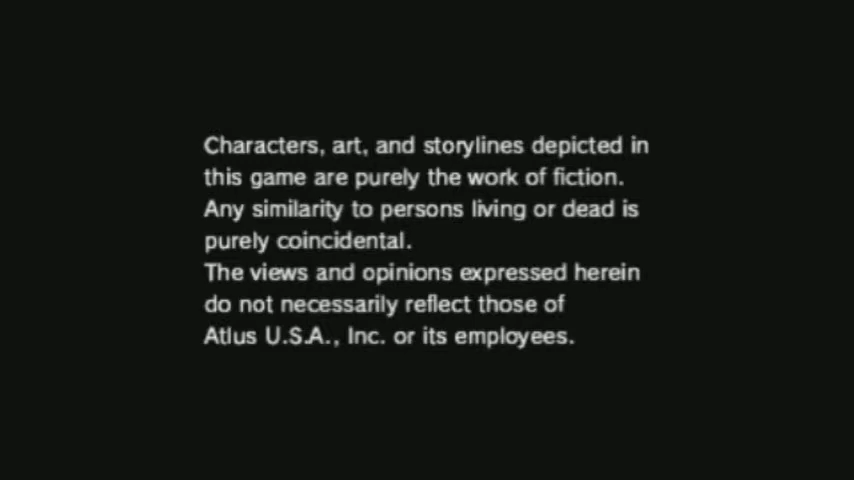 Characters, art, and storylines depicted in
this game are purely the work of fiction.
Any similarity to persons living or dead is
purely coincidental.
The views and opinions expressed herein
do not necessarily reflect those of
Atlus U.S.A., Inc. or its employees.